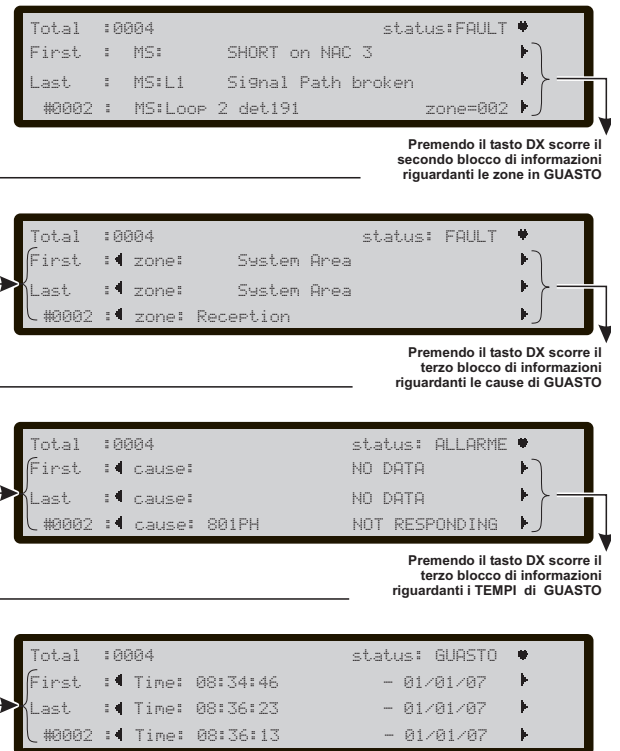 Total :0004 status:FAULT ♥
First : MS: SHORT on NAC 3
Last : MS:L1 Signal Path broken
#0002 : MS:Loop 2 det191 zone=002
Premendo il tasto DX scorre il
secondo blocco di informazioni
riguardanti le zone in GUASTO
Total :0004 status: FAULT ♥
First : zone: System Area
Last : zone: System Area
#0002 : zone: Reception
Premendo il tasto DX scorre il
terzo blocco di informazioni
riguardanti le cause di GUASTO
Total :0004 status: ALLARME ♥
First : cause: NO DATA
Last : cause: NO DATA
#0002 : cause: 801PH NOT RESPONDING
Premendo il tasto DX scorre il
terzo blocco di informazioni
riguardanti i TEMPI di GUASTO
Total :0004 status: GUASTO ♥
First : Time: 08:34:46 - 01/01/07
Last : Time: 08:36:23 - 01/01/07
#0002 : Time: 08:36:13 - 01/01/07